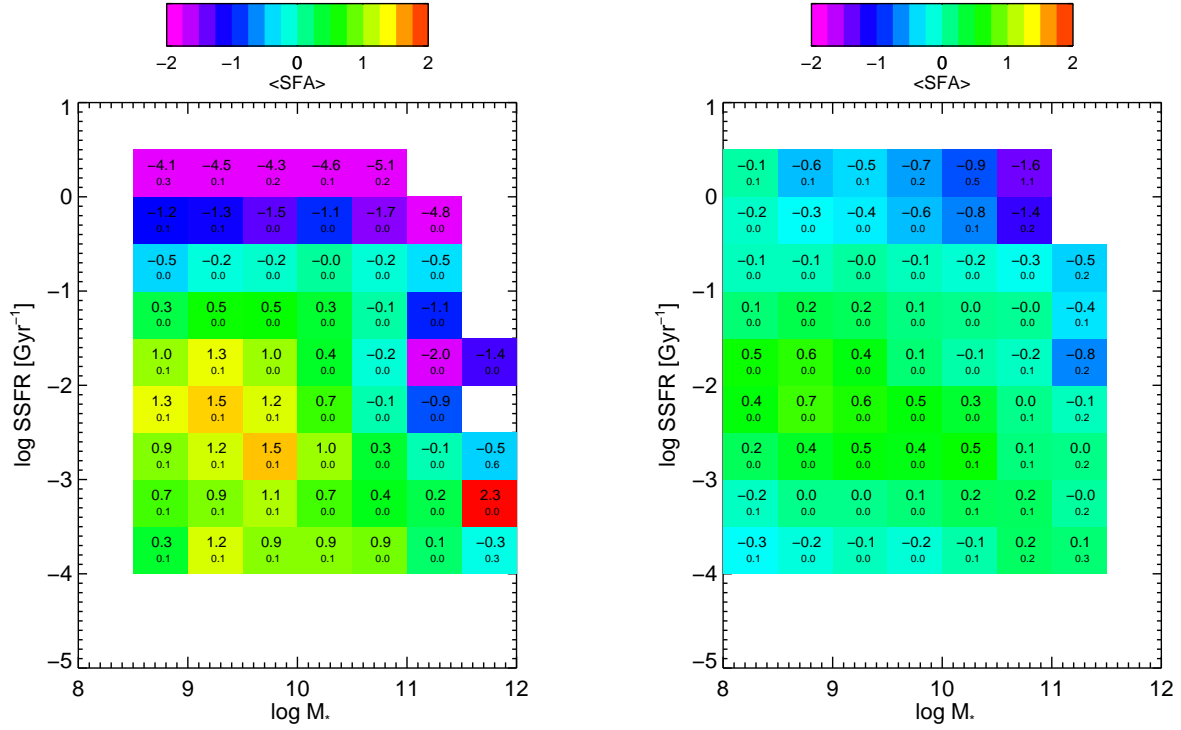 −2 −1 0 1 2
<SFA>
1
0
−1
−2
−3
−4
−5
log SSFR [Gyr−1]
−4.1 −4.5 −4.3 −4.6 −5.1
0.3 0.1 0.2 0.1 0.2
−1.2 −1.3 −1.5 −1.1 −1.7 −4.8
0.1 0.1 0.0 0.0 0.0 0.0
−0.5 −0.2 −0.2 −0.0 −0.2 −0.5
0.0 0.0 0.0 0.0 0.0 0.0
0.3 0.5 0.5 0.3 −0.1 −1.1
0.0 0.0 0.0 0.0 0.0 0.0
1.0 1.3 1.0 0.4 −0.2 −2.0 −1.4
0.1 0.1 0.0 0.0 0.0 0.0 0.0
1.3 1.5 1.2 0.7 −0.1 −0.9
0.1 0.1 0.1 0.0 0.0 0.0
0.9 1.2 1.5 1.0 0.3 −0.1 −0.5
0.1 0.1 0.1 0.0 0.0 0.0 0.6
0.7 0.9 1.1 0.7 0.4 0.2 2.3
0.1 0.1 0.1 0.0 0.0 0.0 0.0
0.3 1.2 0.9 0.9 0.9 0.1 −0.3
0.1 0.1 0.1 0.1 0.0 0.0 0.3
8 9 10 11 12
log M*
−2 −1 0 1 2
<SFA>
1
0
−1
−2
−3
−4
−5
log SSFR [Gyr−1]
−0.1 −0.6 −0.5 −0.7 −0.9 −1.6
0.1 0.1 0.1 0.2 0.5 1.1
−0.2 −0.3 −0.4 −0.6 −0.8 −1.4
0.0 0.0 0.0 0.0 0.1 0.2
−0.1 −0.1 −0.0 −0.1 −0.2 −0.3 −0.5
0.0 0.0 0.0 0.0 0.0 0.0 0.2
0.1 0.2 0.2 0.1 0.0 −0.0 −0.4
0.0 0.0 0.0 0.0 0.0 0.0 0.1
0.5 0.6 0.4 0.1 −0.1 −0.2 −0.8
0.0 0.0 0.0 0.0 0.0 0.0 0.2
0.4 0.7 0.6 0.5 0.3 0.0 −0.1
0.0 0.0 0.0 0.0 0.0 0.1 0.2
0.2 0.4 0.5 0.4 0.5 0.1 0.0
0.0 0.0 0.0 0.0 0.1 0.1 0.2
−0.2 0.0 0.0 0.1 0.2 0.2 −0.0
0.1 0.0 0.0 0.1 0.1 0.1 0.2
−0.3 −0.2 −0.1 −0.2 −0.1 0.2 0.1
0.1 0.1 0.1 0.1 0.1 0.2 0.3
8 9 10 11 12
log M*